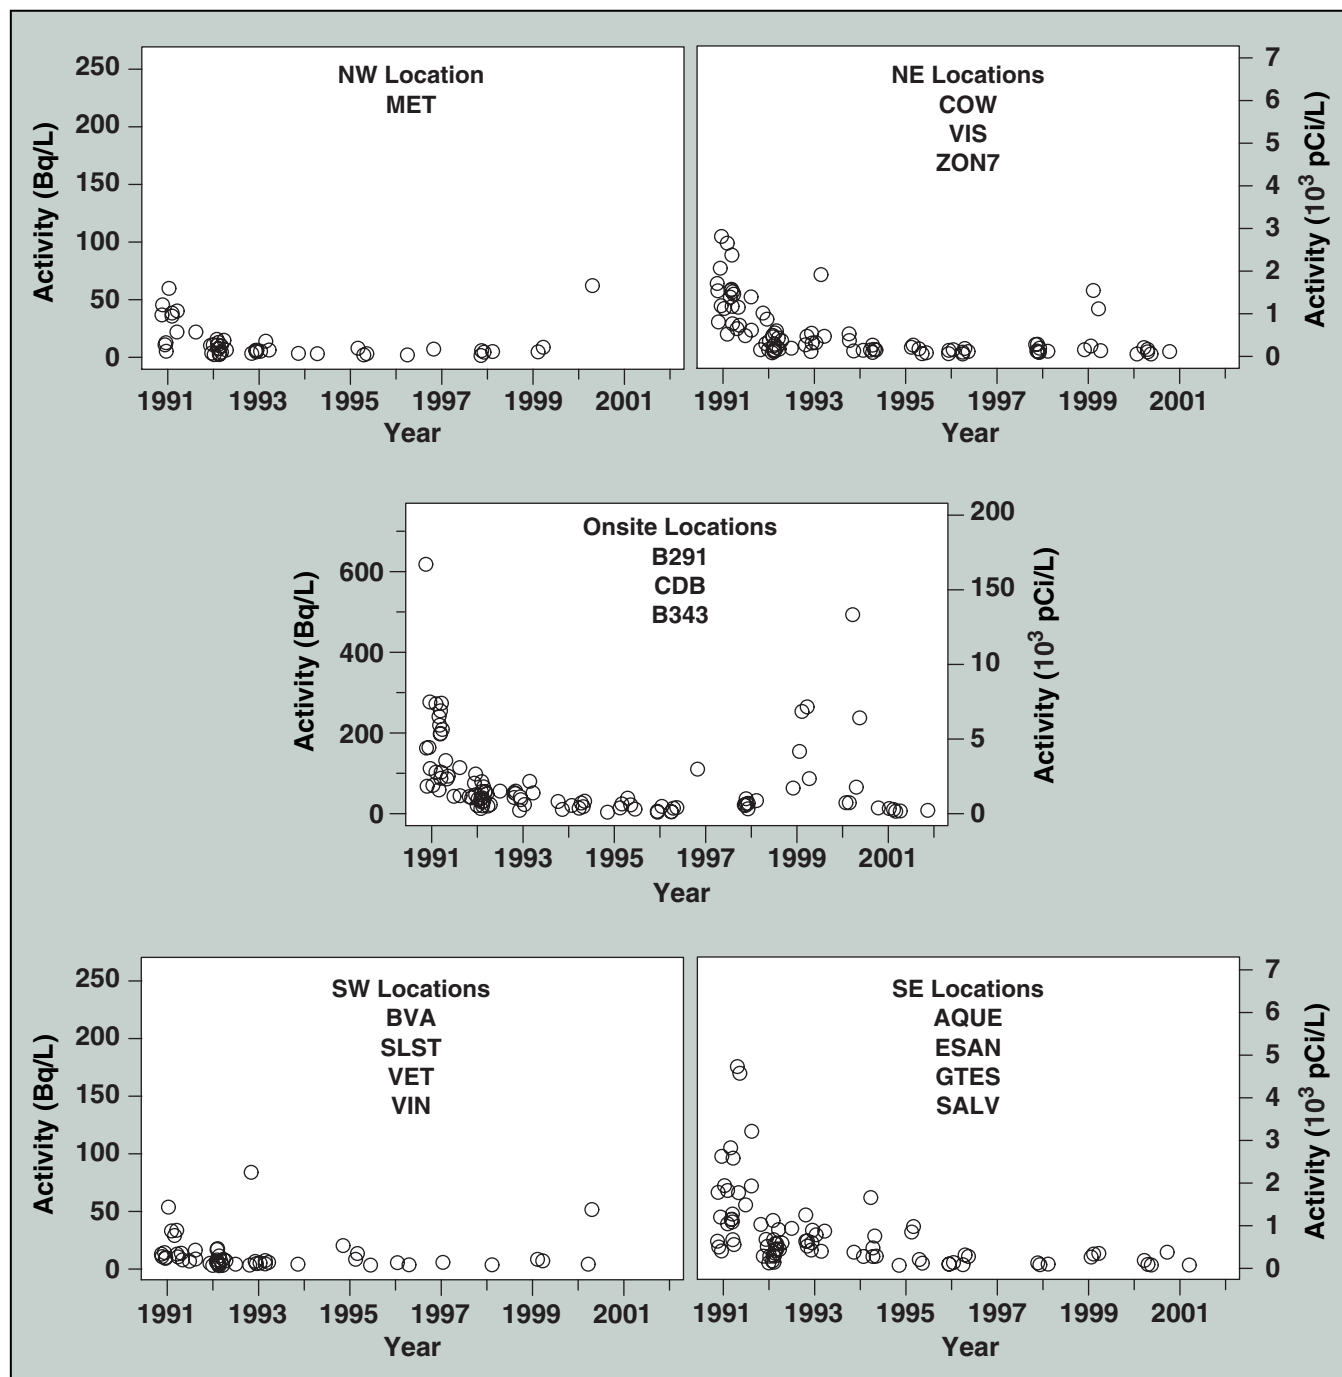 NW Location
MET
250
200
150
100
50
0
Activity (Bq/L)
1991 1993 1995 1997 1999 2001
Year
NE Locations
COW
VIS
ZON7
7
6
5
4
3
2
1
0
Activity (10³ pCi/L)
1991 1993 1995 1997 1999 2001
Year
Onsite Locations
B291
CDB
B343
600
400
200
0
Activity (Bq/L)
200
150
10
5
0
Activity (10³ pCi/L)
1991 1993 1995 1997 1999 2001
Year
SW Locations
BVA
SLST
VET
VIN
250
200
150
100
50
0
Activity (Bq/L)
1991 1993 1995 1997 1999 2001
Year
SE Locations
AQUE
ESAN
GTES
SALV
7
6
5
4
3
2
1
0
Activity (10³ pCi/L)
1991 1993 1995 1997 1999 2001
Year